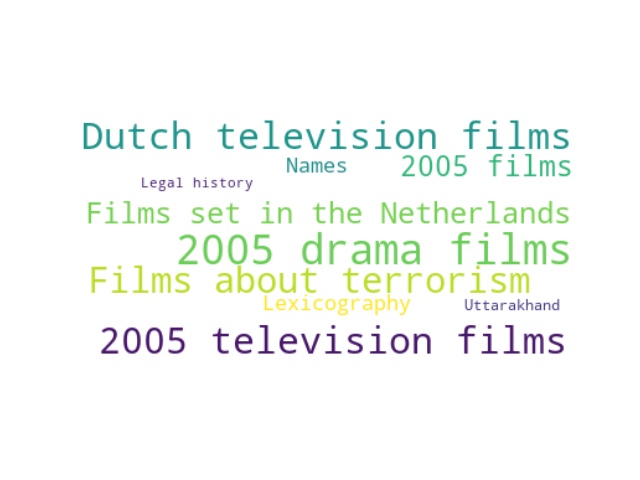 Dutch television films
Names
2005 films
Legal history
Films set in the Netherlands
2005 drama films
Films about terrorism
Lexicography
Uttarakhand
2005 television films